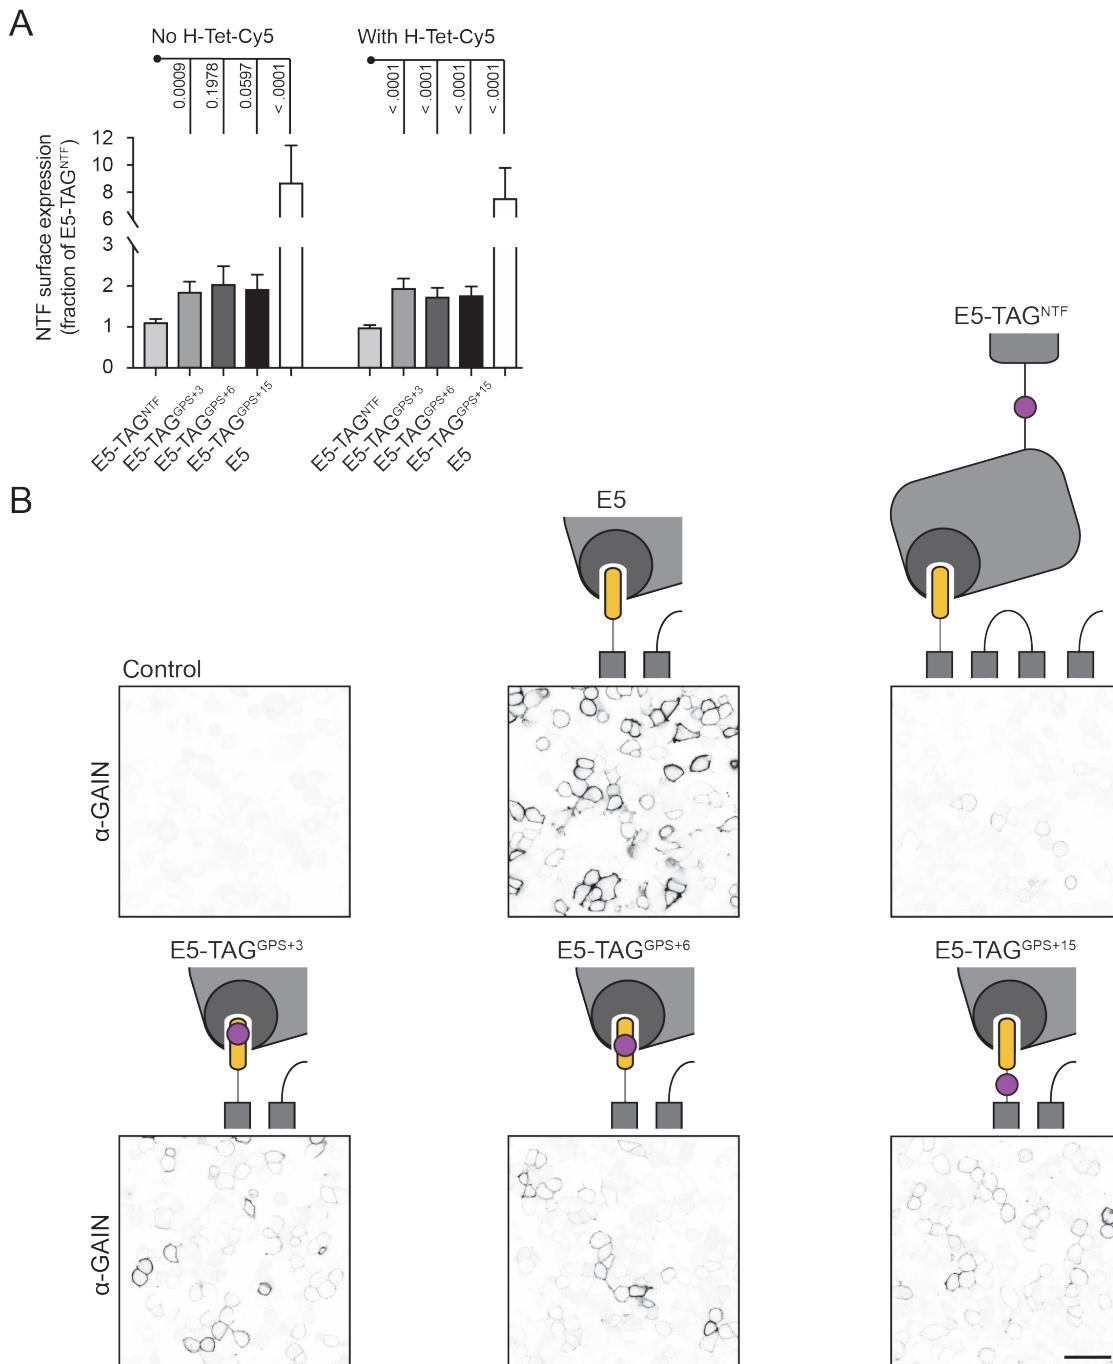 A
No H-Tet-Cy5
With H-Tet-Cy5
0.0009
0.1978
0.0597
< .0001
< .0001
< .0001
< .0001
< .0001
NTF surface expression
(fraction of E5-TAG^NTF)
12
10
8
6
3
2
1
0
E5-TAG^NTF
E5-TAG^GPS+3
E5-TAG^GPS+6
E5-TAG^GPS+15
E5
E5-TAG^NTF
E5-TAG^GPS+3
E5-TAG^GPS+6
E5-TAG^GPS+15
E5
E5-TAG^NTF
B
E5
Control
α-GAIN
E5-TAG^GPS+3
E5-TAG^GPS+6
E5-TAG^GPS+15
α-GAIN